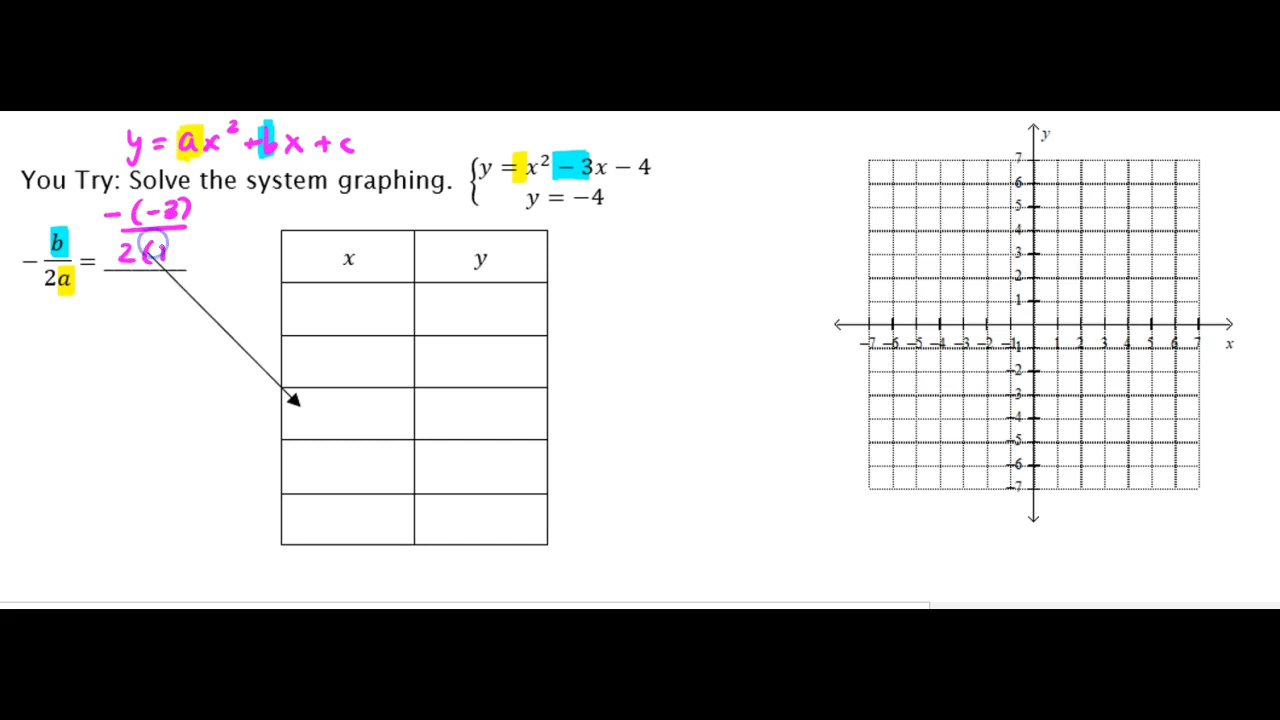 y = ax² + bx + c
You Try: Solve the system graphing. { y = x² − 3x − 4
y = −4
− b/2a = −(−3)/2(1
x y
y
7
6
5
4
3
2
1
−7 −6 −5 −4 −3 −2 −1 1 2 3 4 5 6 7 x
−1
−2
−3
−4
−5
−6
−7